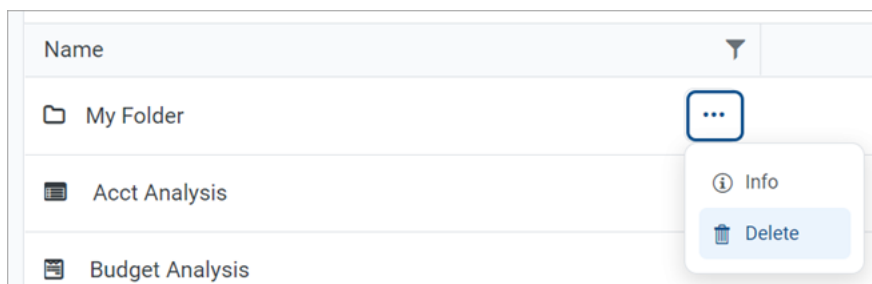 Name
My Folder
Acct Analysis
Info
Delete
Budget Analysis